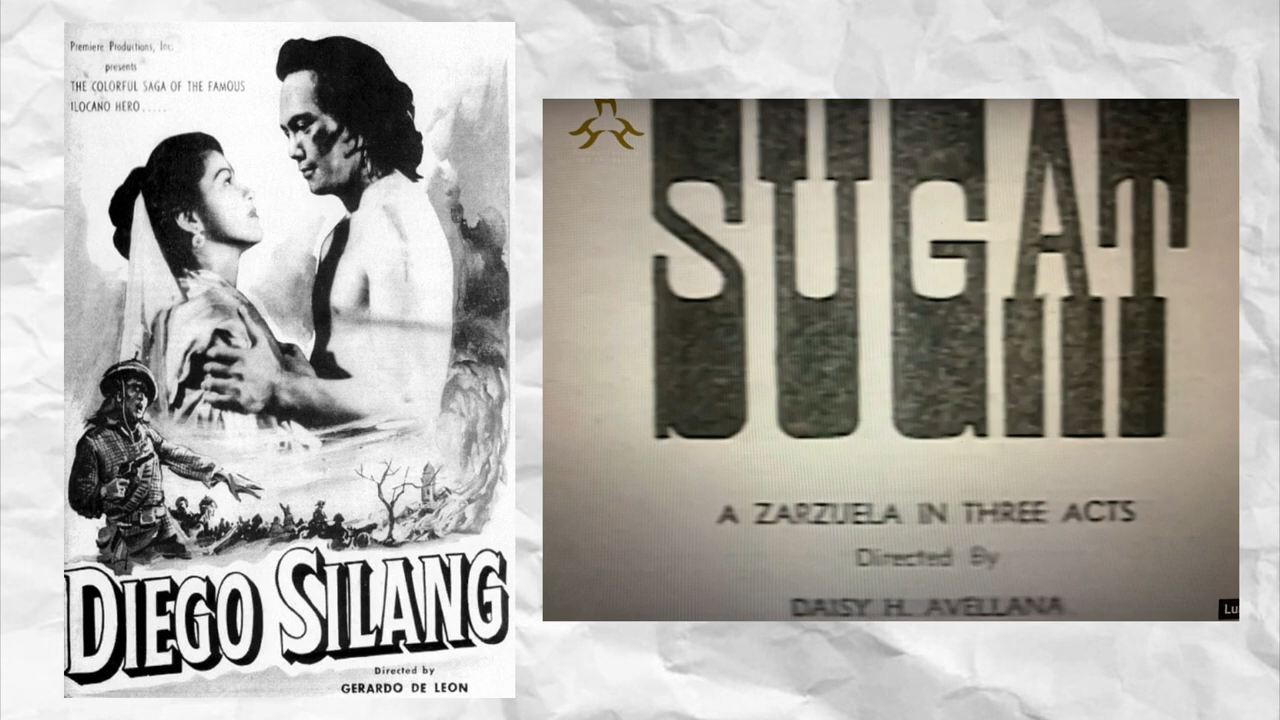 Premiere Productions, Inc.
presents
THE COLORFUL SAGA OF THE FAMOUS
ILOCANO HERO.....
DIEGO SILANG
Directed by
GERARDO DE LEON
SUGAT
A ZARZUELA IN THREE ACTS
Directed By
DAISY H. AVELLANA
Lu